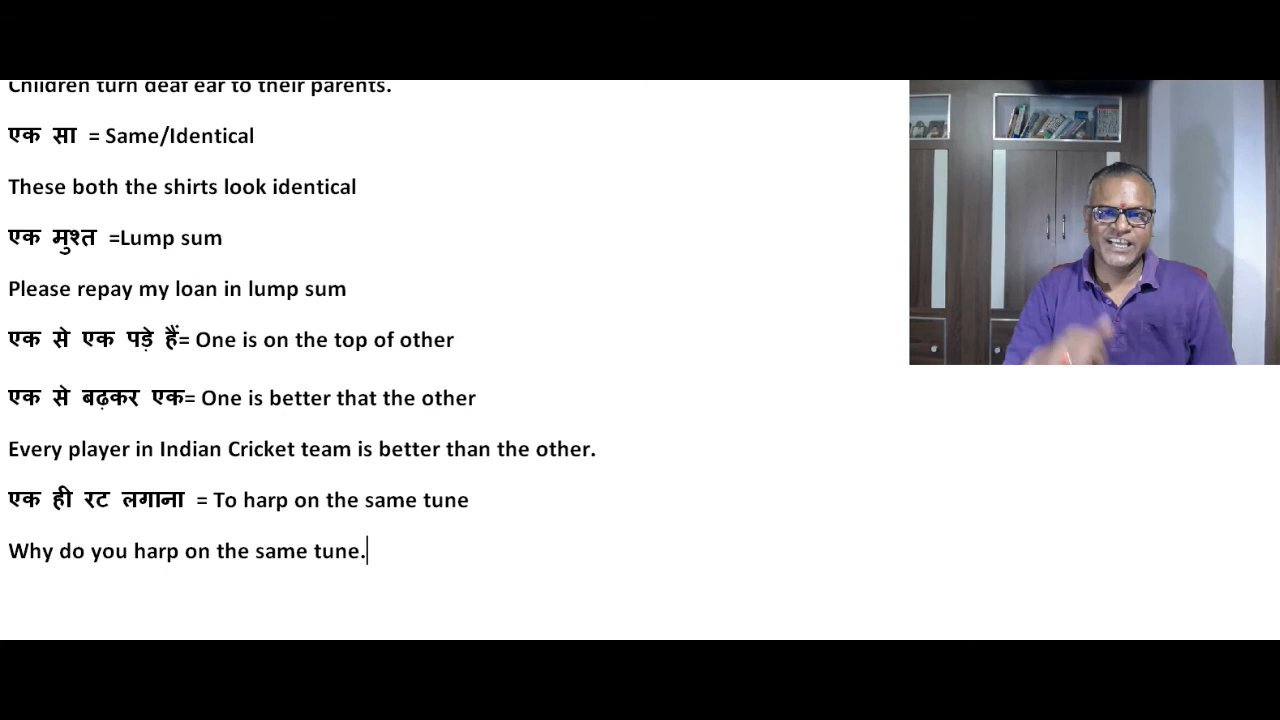 Children turn deaf ear to their parents.
एक सा = Same/Identical
These both the shirts look identical
एक मुश्त =Lump sum
Please repay my loan in lump sum
एक से एक पड़े हैं= One is on the top of other
एक से बढ़कर एक= One is better that the other
Every player in Indian Cricket team is better than the other.
एक ही रट लगाना = To harp on the same tune
Why do you harp on the same tune.